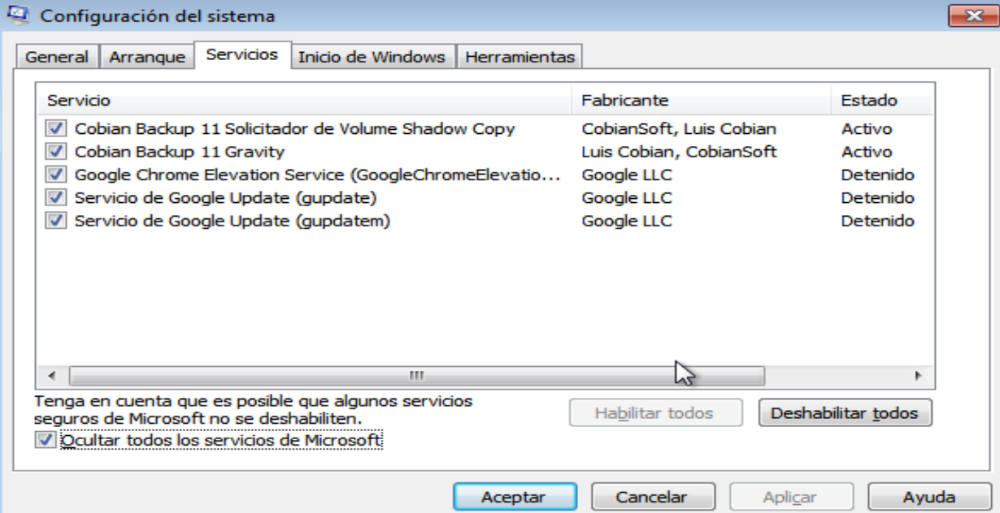 Configuración del sistema
General Arranque Servicios Inicio de Windows Herramientas
Servicio Fabricante Estado
Cobian Backup 11 Solicitador de Volume Shadow Copy CobianSoft, Luis Cobian Activo
Cobian Backup 11 Gravity Luis Cobian, CobianSoft Activo
Google Chrome Elevation Service (GoogleChromeElevatio... Google LLC Detenido
Servicio de Google Update (gupdate) Google LLC Detenido
Servicio de Google Update (gupdatem) Google LLC Detenido
Tenga en cuenta que es posible que algunos servicios
seguros de Microsoft no se deshabiliten.
Habilitar todos Deshabilitar todos
Ocultar todos los servicios de Microsoft
Aceptar Cancelar Aplicar Ayuda